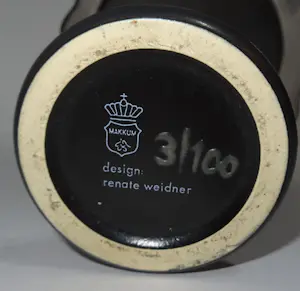 MAKKUM
3/100
design:
renate weidner